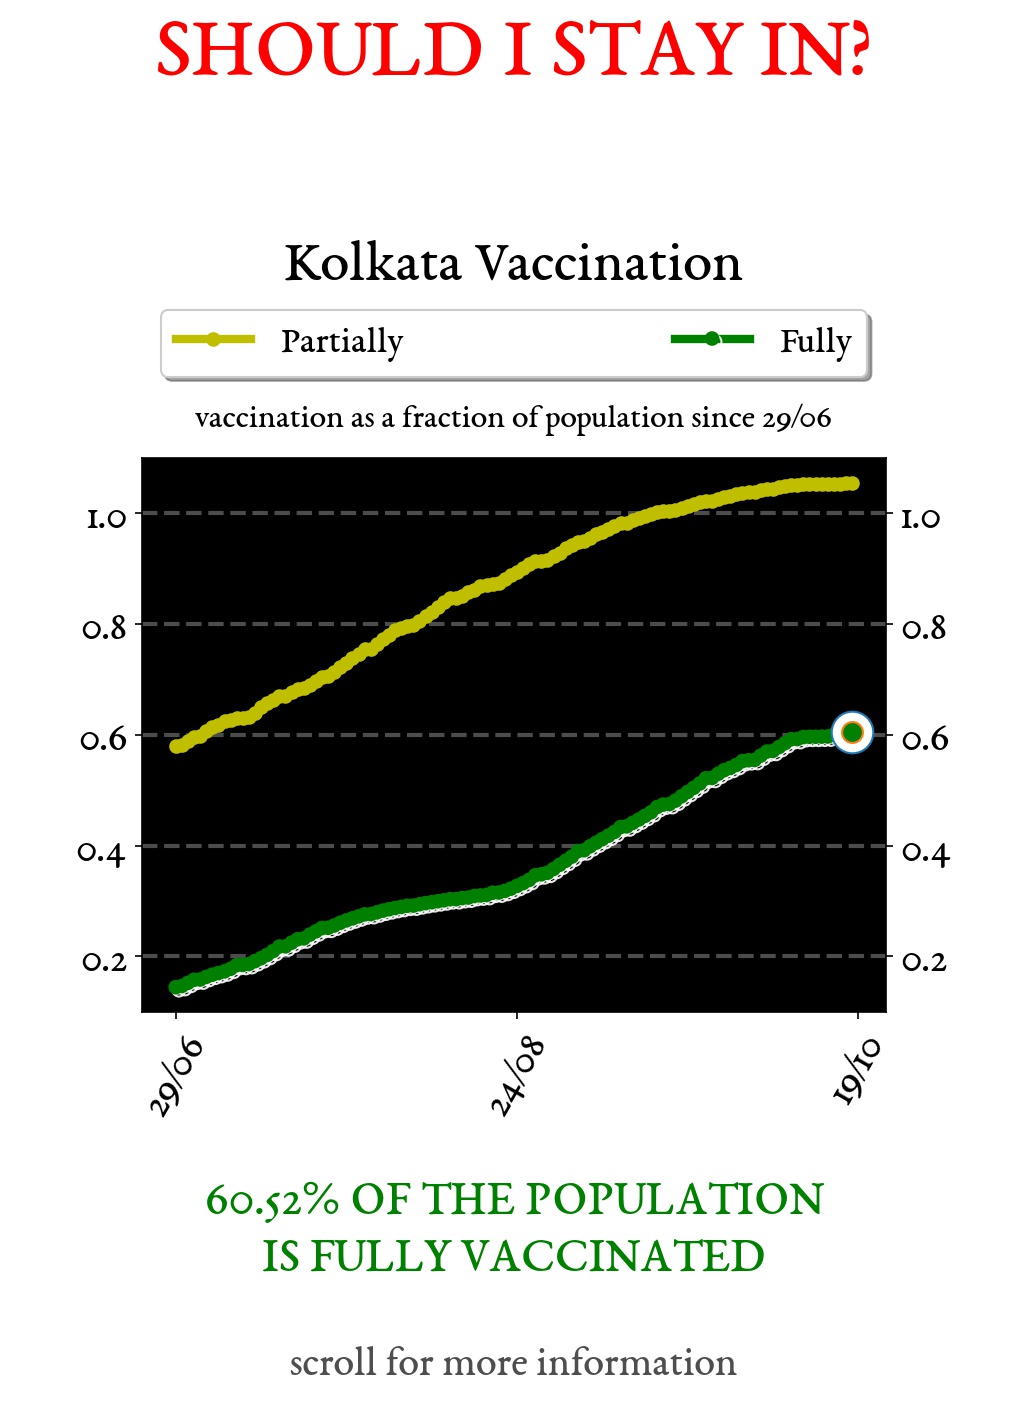 SHOULD I STAY IN?
Kolkata Vaccination
Partially Fully
vaccination as a fraction of population since 29/06
1.0 1.0
0.8 0.8
0.6 0.6
0.4 0.4
0.2 0.2
29/06 24/08 19/10
60.52% OF THE POPULATION
IS FULLY VACCINATED
scroll for more information